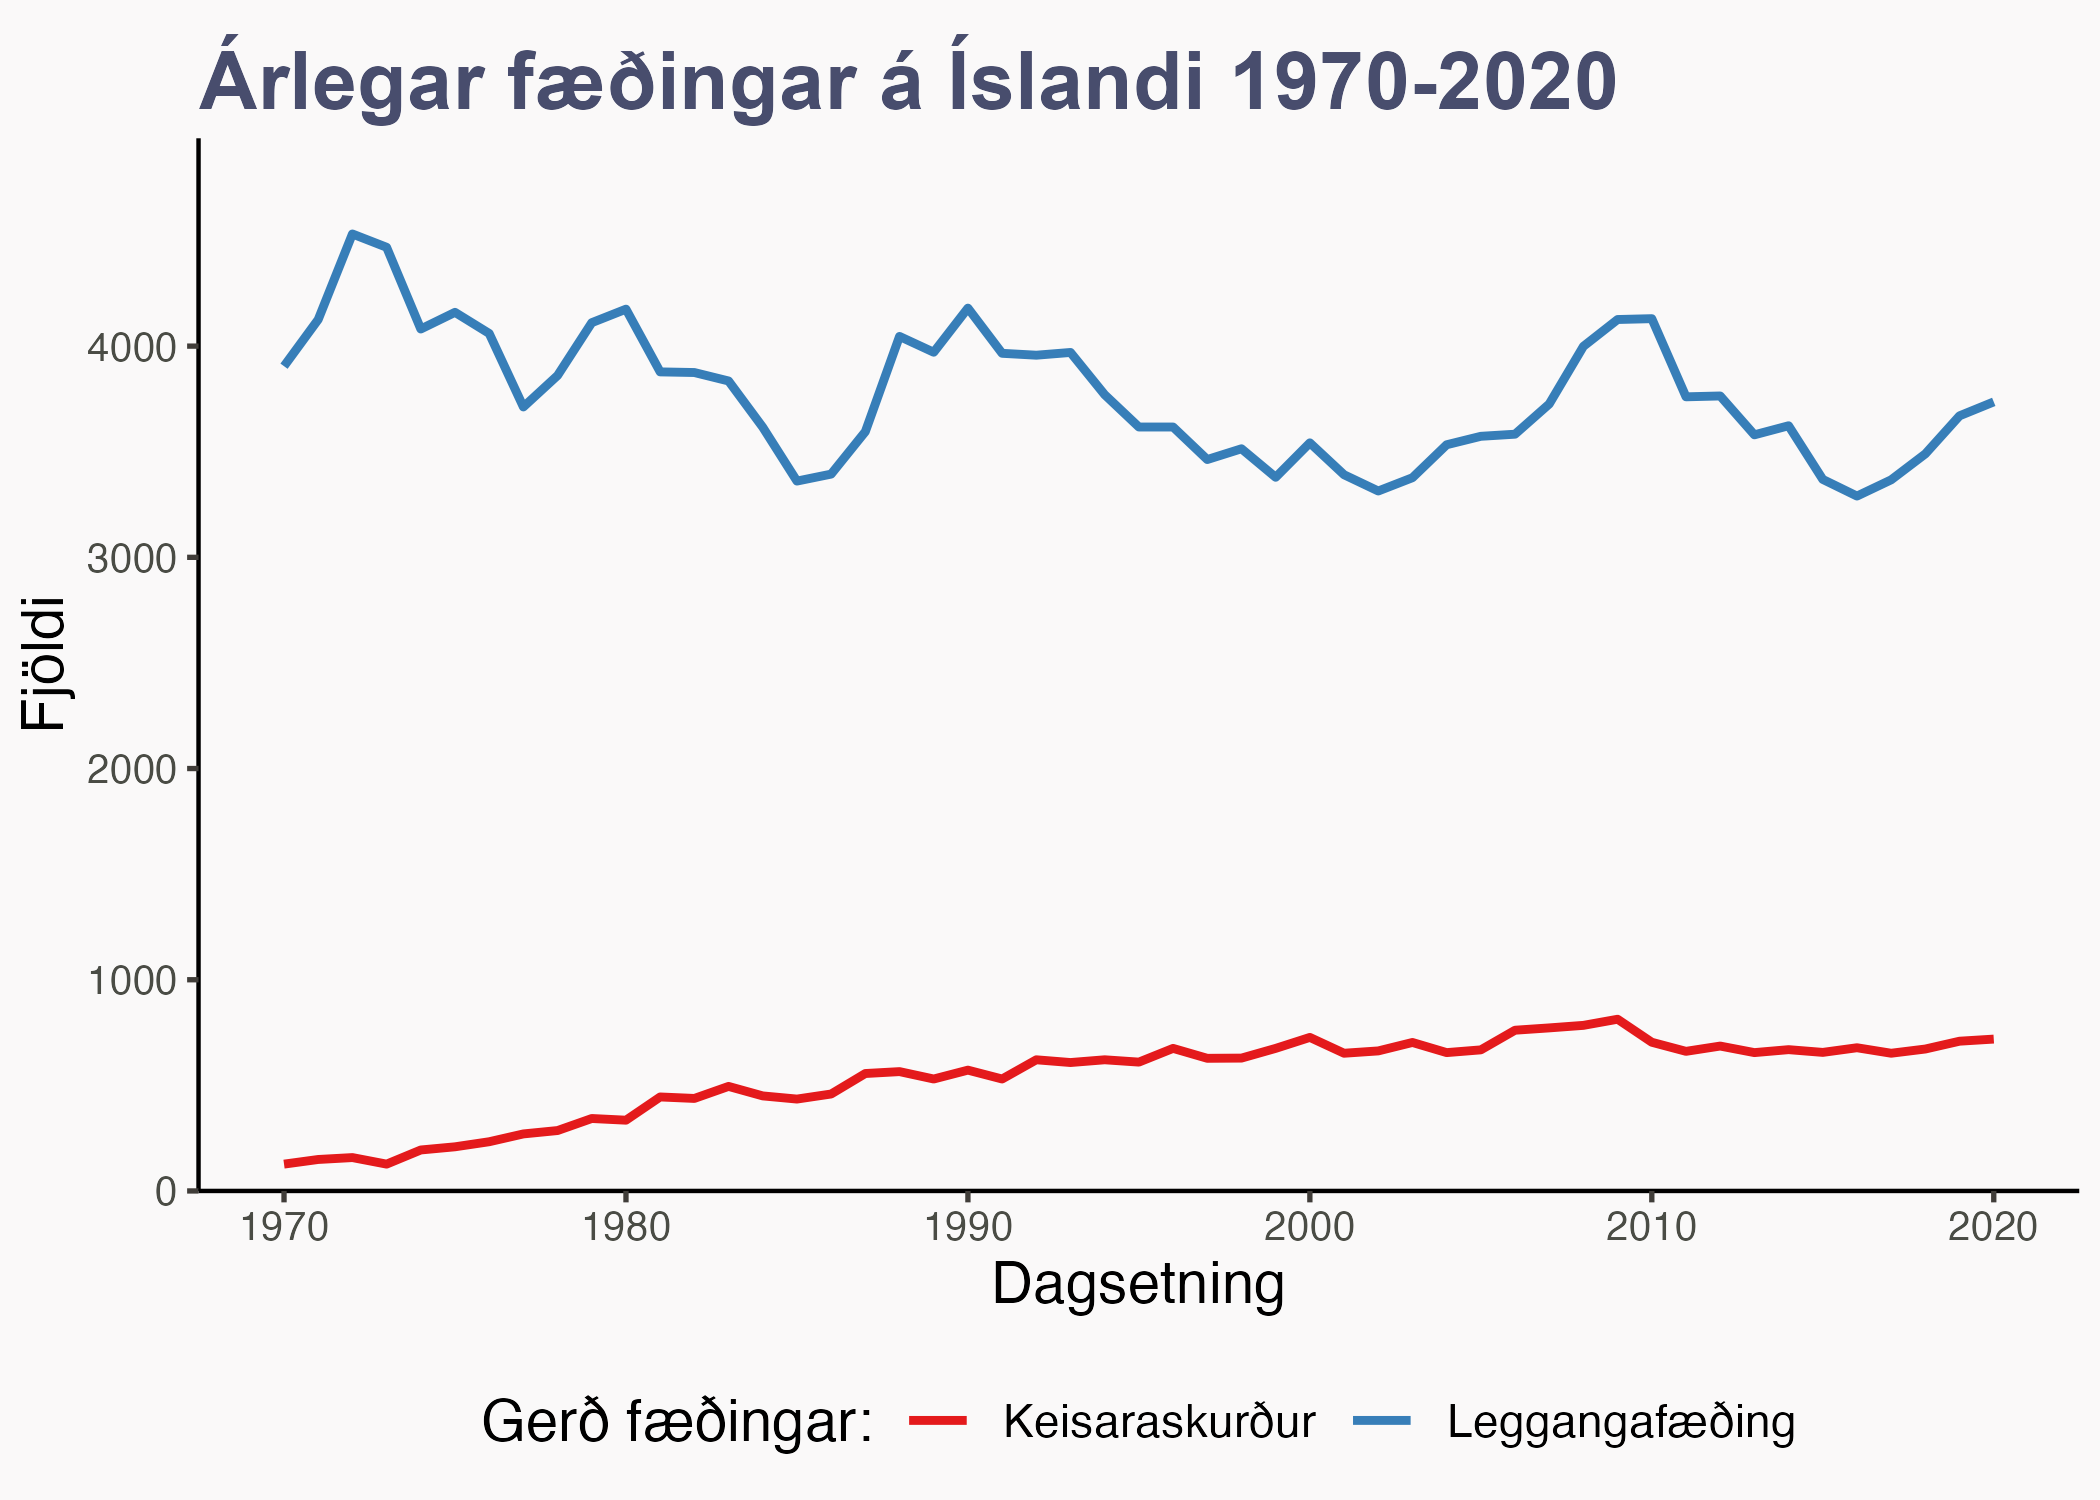 Árlegar fæðingar á Íslandi 1970-2020
Fjöldi
4000
3000
2000
1000
0
1970 1980 1990 2000 2010 2020
Dagsetning
Gerð fæðingar: Keisaraskurður Leggangafæðing